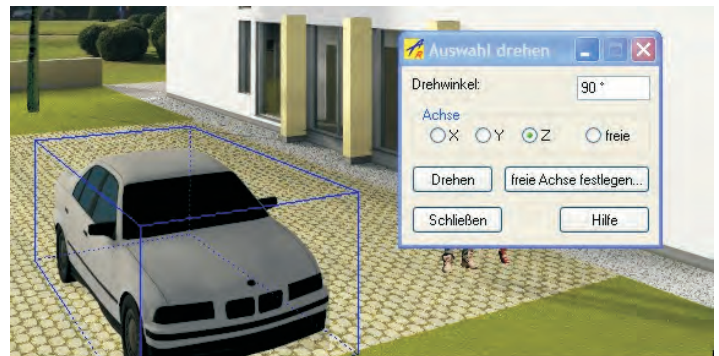 Auswahl drehen
Drehwinkel: 90 °
Achse
X Y Z freie
Drehen freie Achse festlegen...
Schließen Hilfe